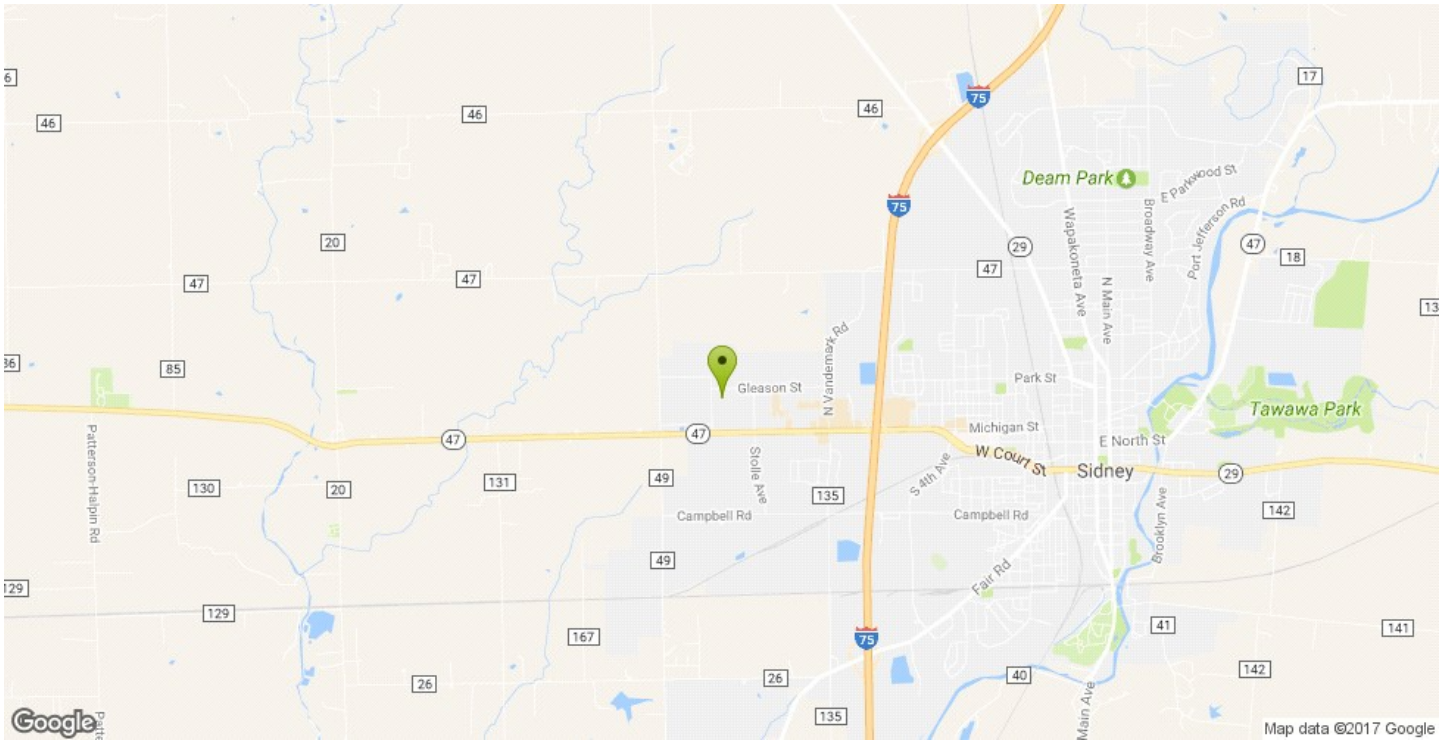 17
75
6
46
46
46
Deam Park
E Parkwood St
Broadway Ave
Port Jefferson Rd
75
Wapakoneta Ave
20
29
47
18
47
47
47
N Main Ave
13
N Vandemark Rd
86
85
Park St
Gleason St
Tawawa Park
Michigan St
47
47
E North St
Patterson-Halpin Rd
W Court St
Sidney
Stolle Ave
S 4th Ave
29
49
131
130
20
135
Brooklyn Ave
142
Campbell Rd
Campbell Rd
49
Fair Rd
129
129
41
141
167
75
142
26
26
40
Main Ave
135
Google
Patte
Map data ©2017 Google